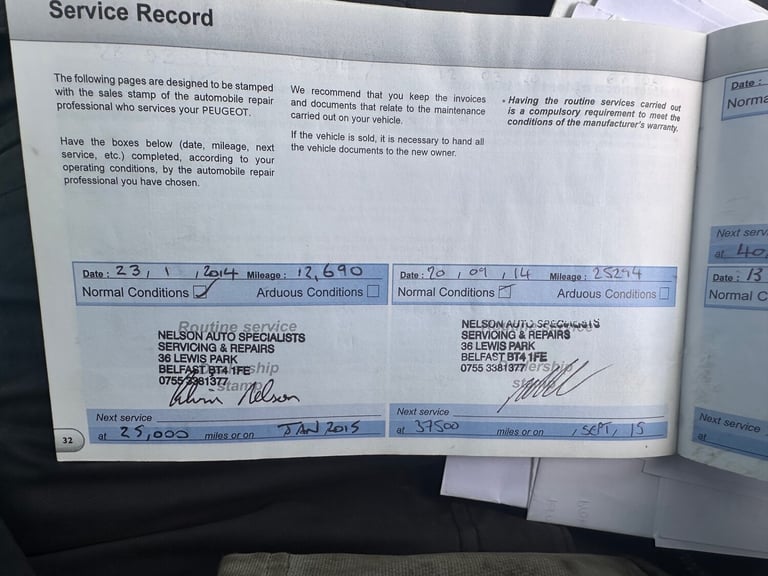 Service Record
The following pages are designed to be stamped
with the sales stamp of the automobile repair
professional who services your PEUGEOT.
Have the boxes below (date, mileage, next
service, etc.) completed, according to your
operating conditions, by the automobile repair
professional you have chosen.
We recommend that you keep the invoices
and documents that relate to the maintenance
carried out on your vehicle.
If the vehicle is sold, it is necessary to hand all
the vehicle documents to the new owner.
• Having the routine services carried out
is a compulsory requirement to meet the
conditions of the manufacturer's warranty.
Date : 23, 1, 2014 Mileage : 12,690
Normal Conditions Arduous Conditions
Routine service
NELSON AUTO SPECIALISTS
SERVICING & REPAIRS
36 LEWIS PARK
BELFAST BT4 1FE
0755 3381377
stamp
Nelson
Next service
at 25,000 miles or on JAN 2015
Date : 20, 09, 14 Mileage : 25294
Normal Conditions Arduous Conditions
NELSON AUTO SPECIALISTS
SERVICING & REPAIRS
36 LEWIS PARK
BELFAST BT4 1FE
0755 3381377
Next service
at 37500 miles or on , SEPT, 15
32
Date :
Norma
Next servi
at 40,
Date : 13
Normal C
Next service
at